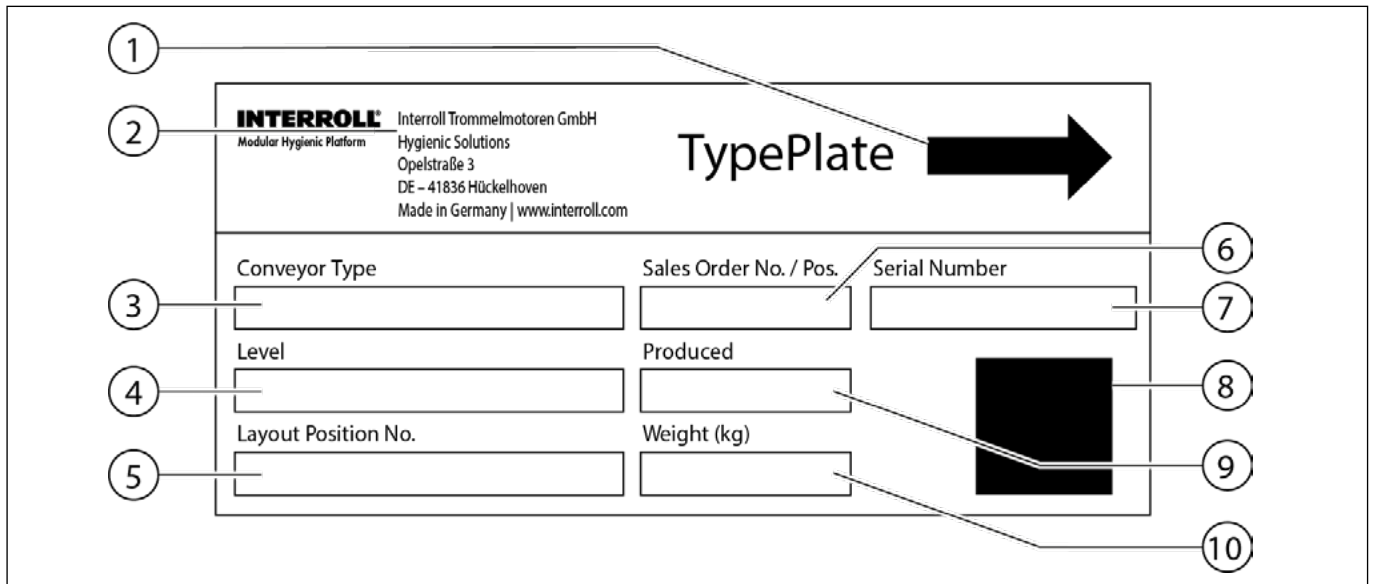 1
2
INTERROLL®
Modular Hygienic Platform
Interroll Trommelmotoren GmbH
Hygienic Solutions
Opelstraße 3
DE – 41836 Hückelhoven
Made in Germany | www.interroll.com
TypePlate
Conveyor Type
Sales Order No. / Pos.
Serial Number
6
3
7
Level
Produced
4
8
Layout Position No.
Weight (kg)
5
9
10